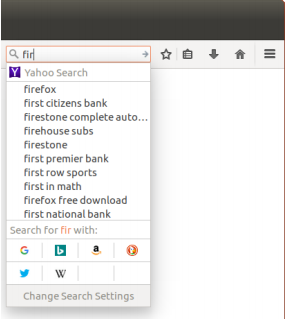 fir
Yahoo Search
firefox
first citizens bank
firestone complete auto...
firehouse subs
firestone
first premier bank
first row sports
first in math
firefox free download
first national bank
Search for fir with:
G b a
W
Change Search Settings